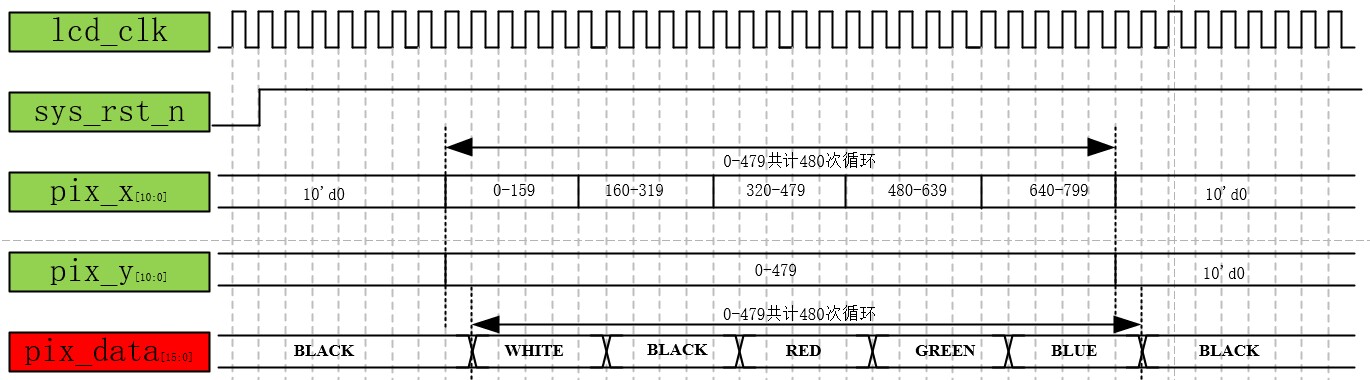 lcd_clk
sys_rst_n
0-479共计480次循环
pix_x[10:0] 10'd0 0-159 160-319 320-479 480-639 640-799 10'd0
pix_y[10:0] 0-479 10'd0
0-479共计480次循环
pix_data[15:0] BLACK WHITE BLACK RED GREEN BLUE BLACK